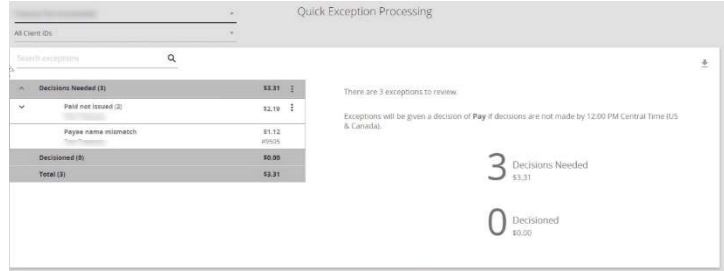 Quick Exception Processing
All Client IDs
Search exceptions
Decisions Needed (3) $3.31
Paid not issued (2) $2.19
Payee name mismatch $1.12
#9505
Decisioned (0) $0.00
Total (3) $3.31
There are 3 exceptions to review.
Exceptions will be given a decision of Pay if decisions are not made by 12:00 PM Central Time (US
& Canada).
3 Decisions Needed
$3.31
0 Decisioned
$0.00